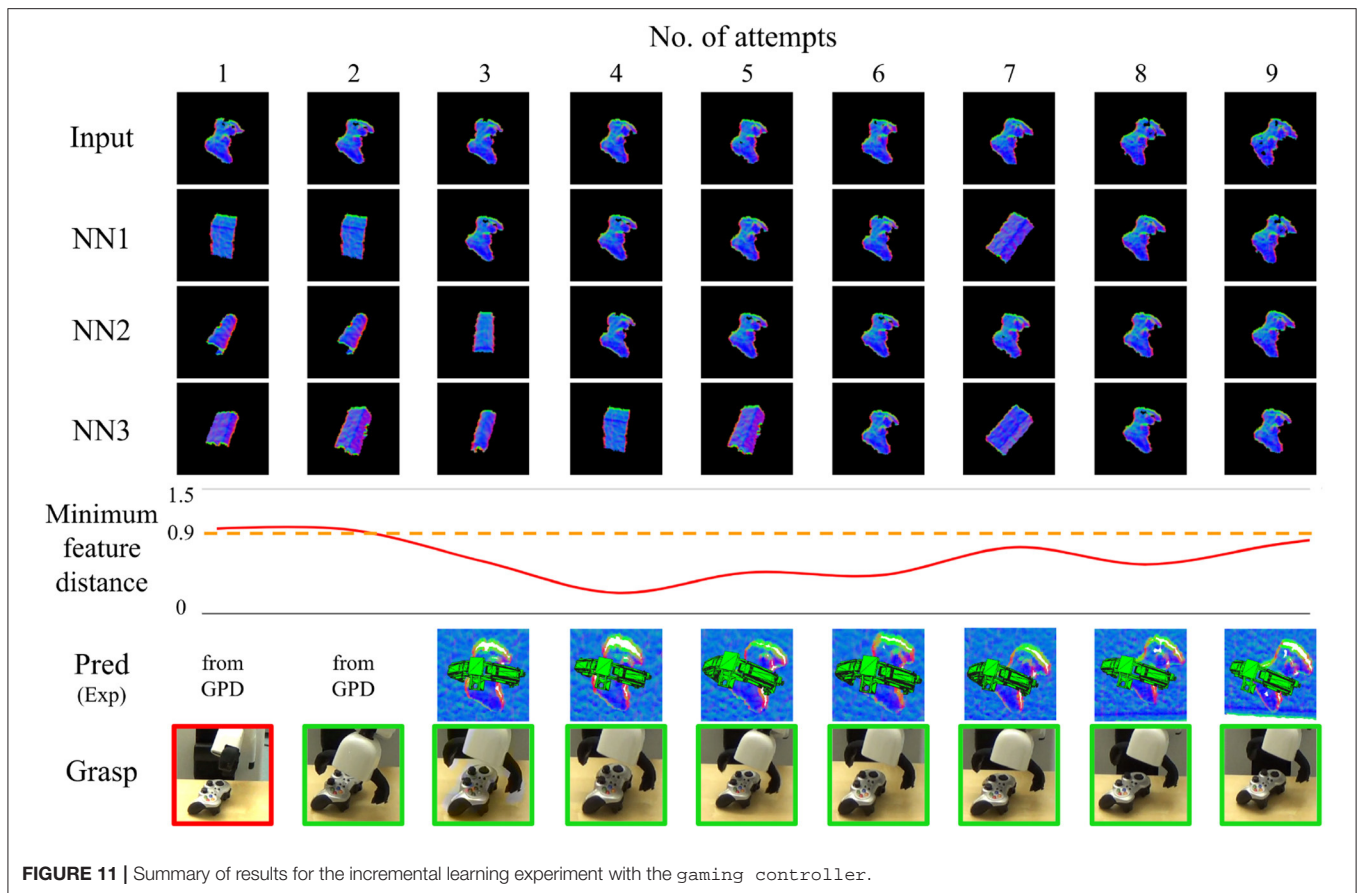 No. of attempts
1 2 3 4 5 6 7 8 9
Input
NN1
NN2
NN3
1.5
Minimum
0.9
feature
distance
0
Pred
(Exp)
from
GPD
from
GPD
Grasp
FIGURE 11 | Summary of results for the incremental learning experiment with the gaming controller.